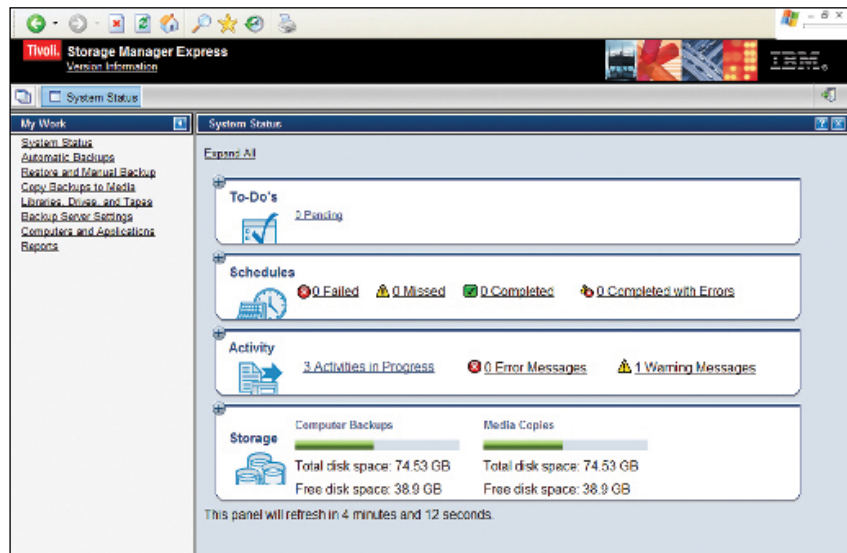 Tivoli. Storage Manager Express
Version Information
IBM.
System Status
My Work
System Status
Automatic Backups
Restore and Manual Backup
Copy Backups to Media
Libraries, Drives, and Tapes
Backup Server Settings
Computers and Applications
Reports
System Status
Expand All
To-Do's
Pending
Schedules
0 Failed
0 Missed
0 Completed
0 Completed with Errors
Activity
3 Activities in Progress
0 Error Messages
1 Warning Messages
Storage
Computer Backups
Total disk space: 74.53 GB
Free disk space: 38.9 GB
Media Copies
Total disk space: 74.53 GB
Free disk space: 38.9 GB
This panel will refresh in 4 minutes and 12 seconds.